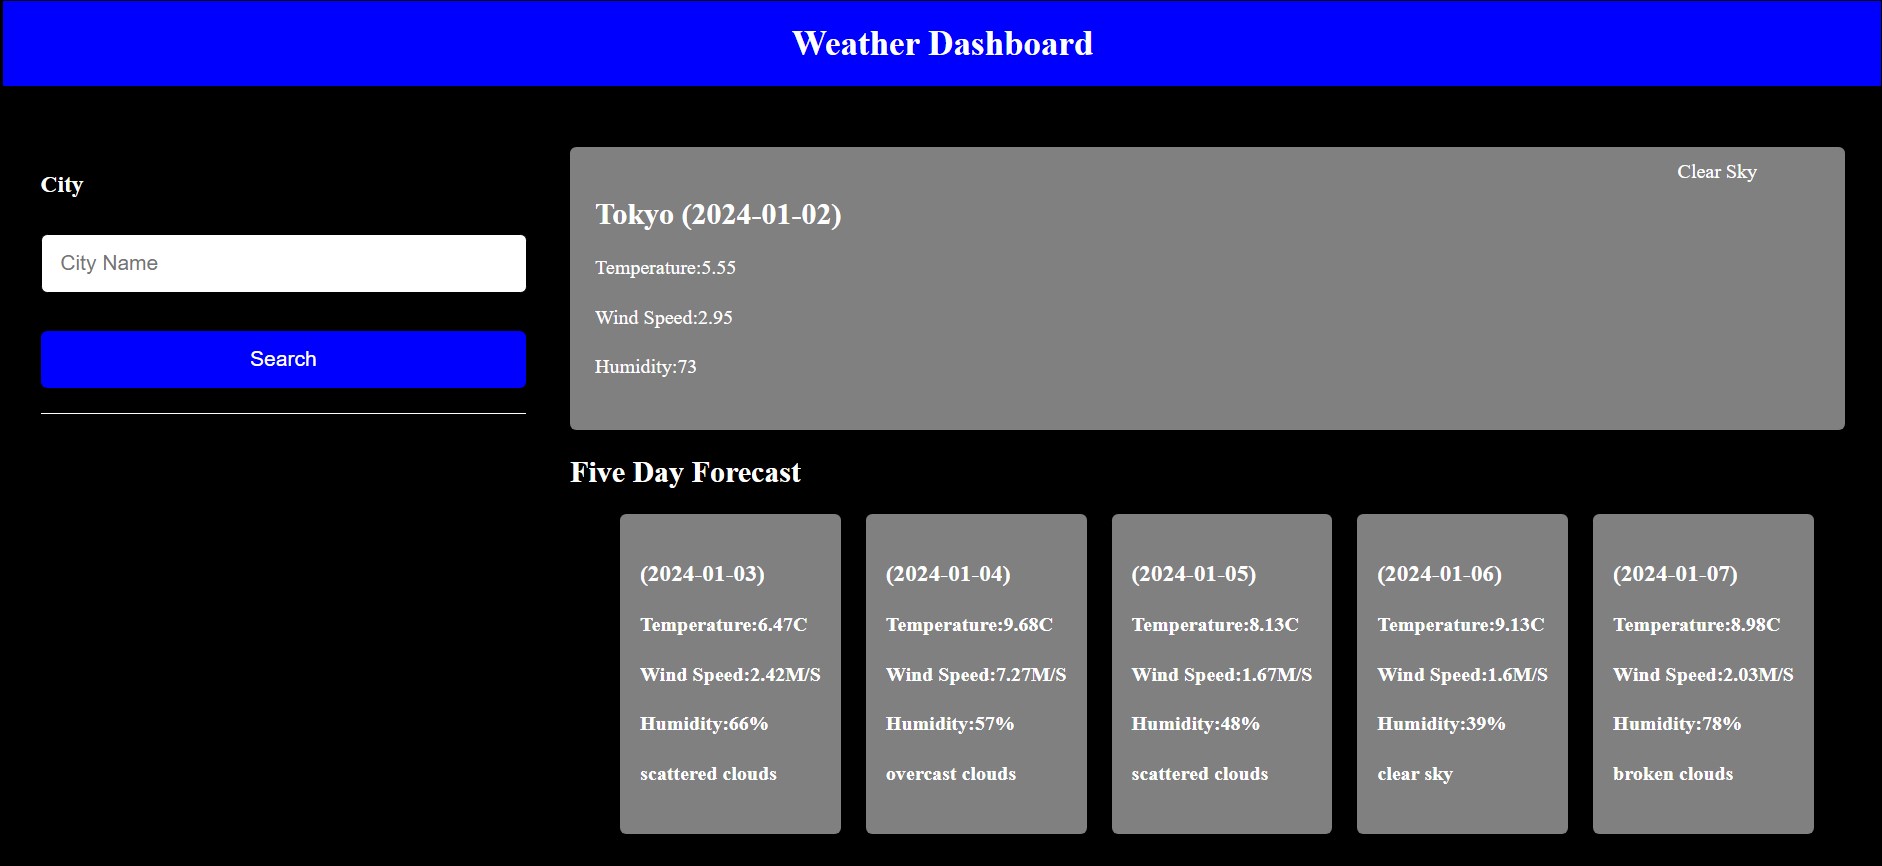 Weather Dashboard
City
City Name
Search
Clear Sky
Tokyo (2024-01-02)
Temperature:5.55
Wind Speed:2.95
Humidity:73
Five Day Forecast
(2024-01-03)
Temperature:6.47C
Wind Speed:2.42M/S
Humidity:66%
scattered clouds
(2024-01-04)
Temperature:9.68C
Wind Speed:7.27M/S
Humidity:57%
overcast clouds
(2024-01-05)
Temperature:8.13C
Wind Speed:1.67M/S
Humidity:48%
scattered clouds
(2024-01-06)
Temperature:9.13C
Wind Speed:1.6M/S
Humidity:39%
clear sky
(2024-01-07)
Temperature:8.98C
Wind Speed:2.03M/S
Humidity:78%
broken clouds